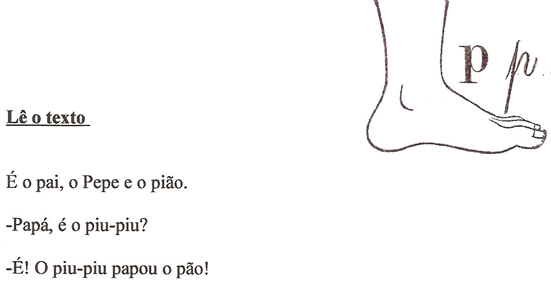 p p
Lê o texto
É o pai, o Pepe e o pião.
-Papá, é o piu-piu?
-É! O piu-piu papou o pão!